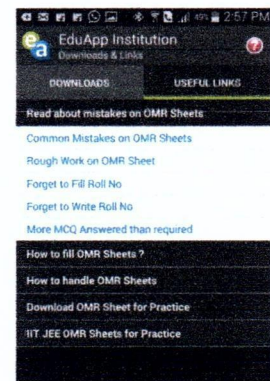 49% 2:57 PM
EduApp Institution
Downloads & Links
DOWNLOADS
USEFUL LINKS
Read about mistakes on OMR Sheets
Common Mistakes on OMR Sheets
Rough Work on OMR Sheet
Forget to Fill Roll No
Forget to Write Roll No
More MCQ Answered than required
How to fill OMR Sheets ?
How to handle OMR Sheets
Download OMR Sheet for Practice
IIT JEE OMR Sheets for Practice